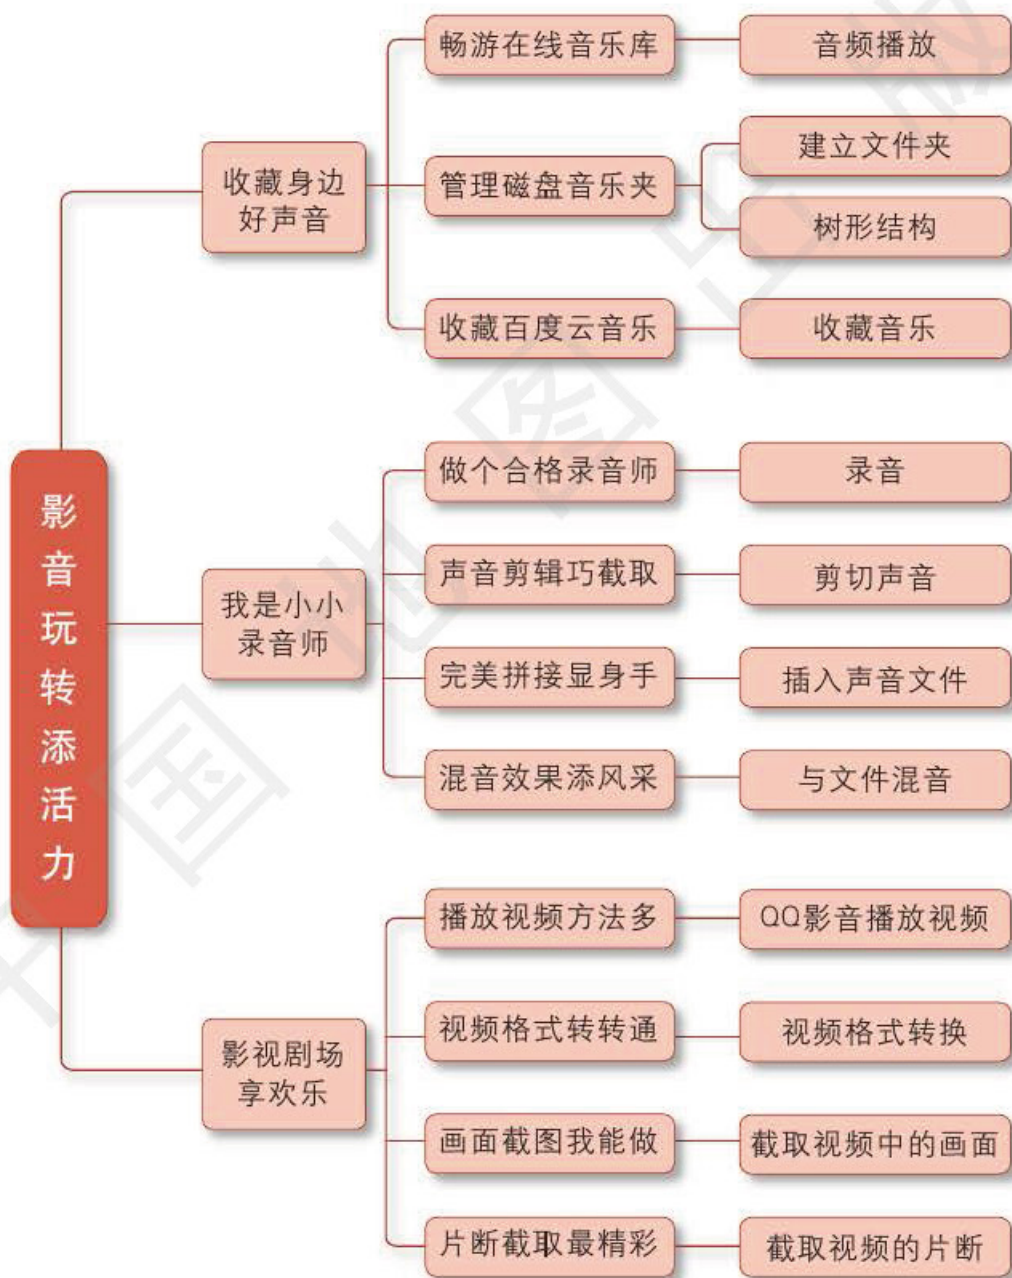 影音玩转添活力
收藏身边
好声音
畅游在线音乐库
音频播放
管理磁盘音乐夹
建立文件夹
树形结构
收藏百度云音乐
收藏音乐
我是小小
录音师
做个合格录音师
录音
声音剪辑巧截取
剪切声音
完美拼接显身手
插入声音文件
混音效果添风采
与文件混音
影视剧场
享欢乐
播放视频方法多
QQ影音播放视频
视频格式转转通
视频格式转换
画面截图我能做
截取视频中的画面
片断截取最精彩
截取视频的片断